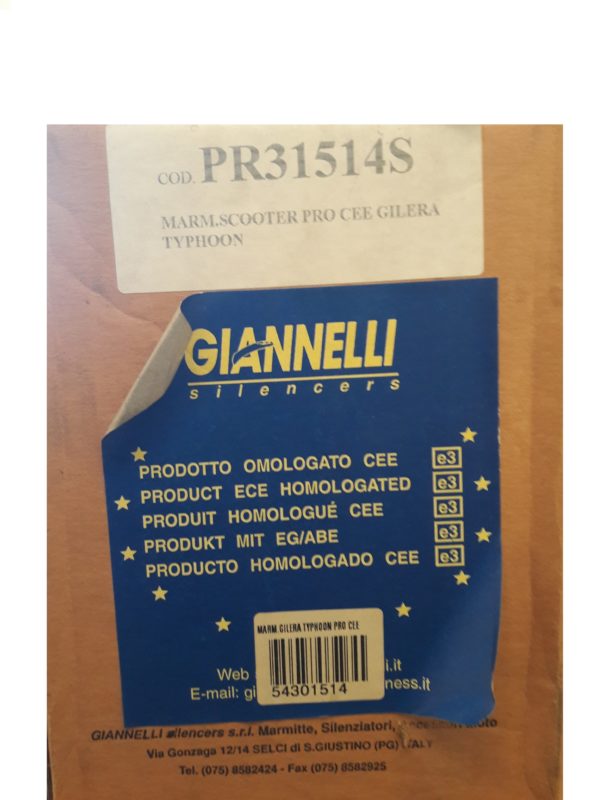 COD. PR31514S
MARM.SCOOTER PRO CEE GILERA
TYPHOON
GIANNELLI
silencers
PRODOTTO OMOLOGATO CEE e3
PRODUCT ECE HOMOLOGATED e3
PRODUIT HOMOLOGUÉ CEE e3
PRODUKT MIT EG/ABE e3
PRODUCTO HOMOLOGADO CEE e3
MARM.GILERA TYPHOON PRO CEE
54301514
Web i.it
E-mail: gi ness.it
GIANNELLI silencers s.r.l. Marmitte, Silenziatori,
Via Gonzaga 12/14 SELCI di S.GIUSTINO (PG) ITALY
Tel. (075) 8582424 - Fax (075) 8582925